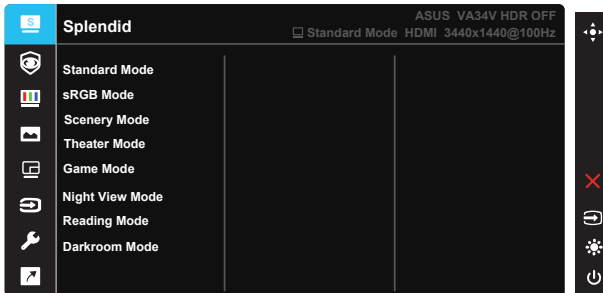 S
Splendid
ASUS VA34V HDR OFF
Standard Mode HDMI 3440x1440@100Hz
Standard Mode
sRGB Mode
Scenery Mode
Theater Mode
Game Mode
Night View Mode
Reading Mode
Darkroom Mode